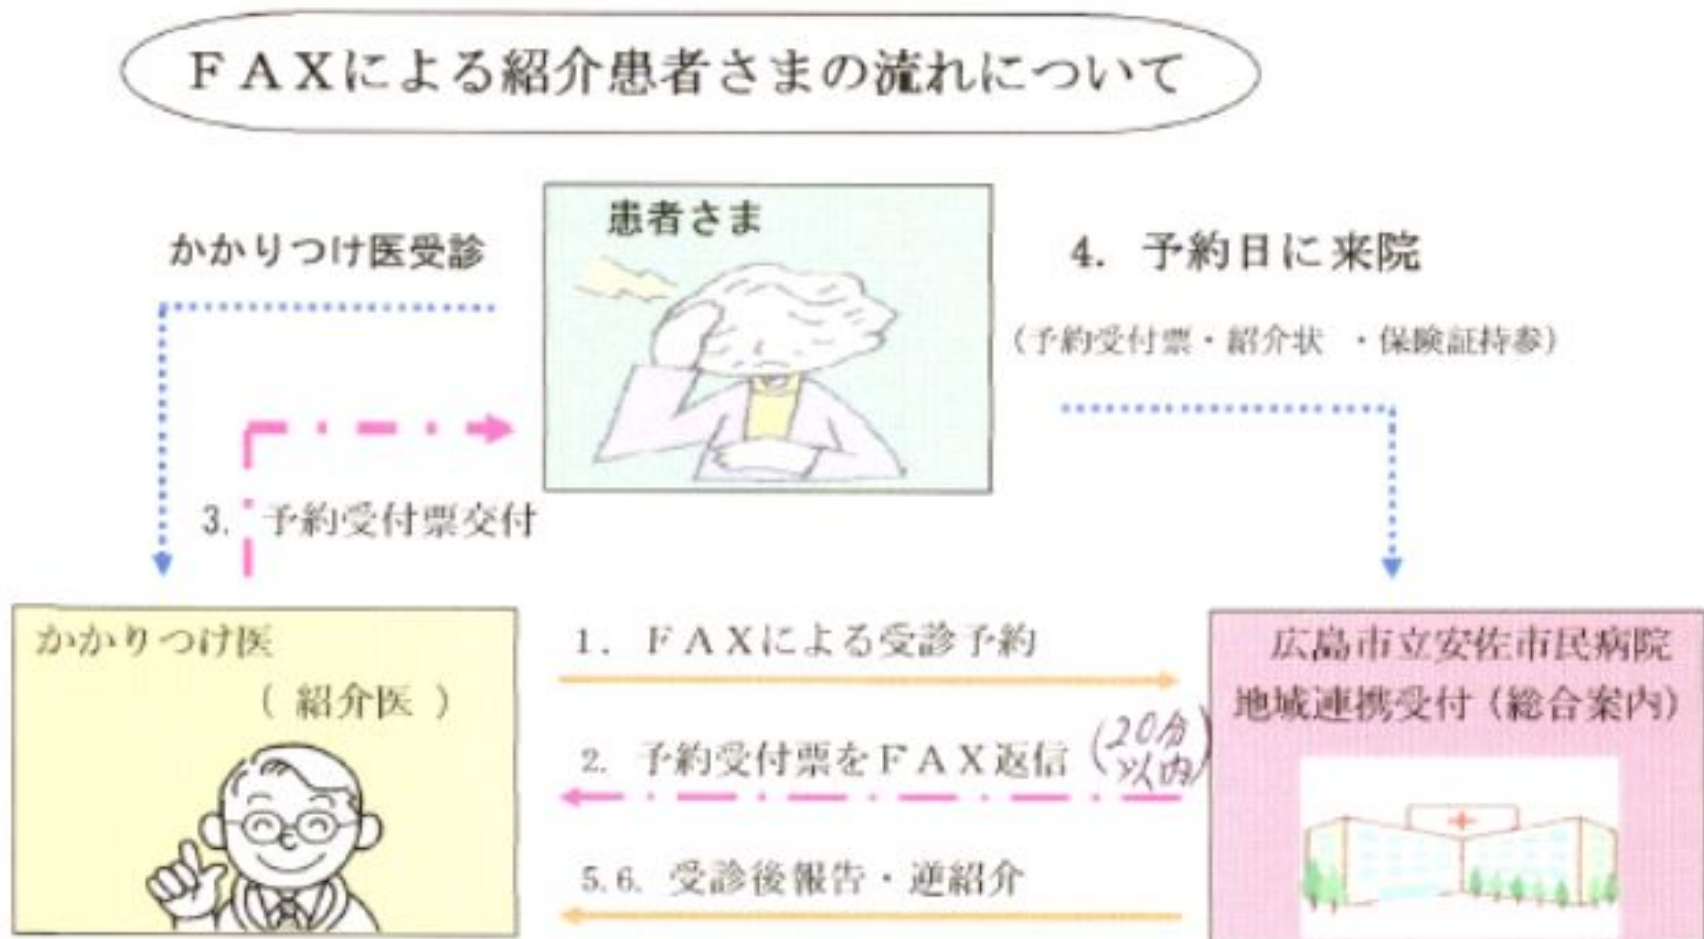 FAXによる紹介患者さまの流れについて
患者さま
かかりつけ医受診
4. 予約日に来院
(予約受付票・紹介状 ・保険証持参)
3. 予約受付票交付
かかりつけ医
( 紹介医 )
1. FAXによる受診予約
2. 予約受付票をFAX返信
(20分
以内)
5.6. 受診後報告・逆紹介
広島市立安佐市民病院
地域連携受付(総合案内)